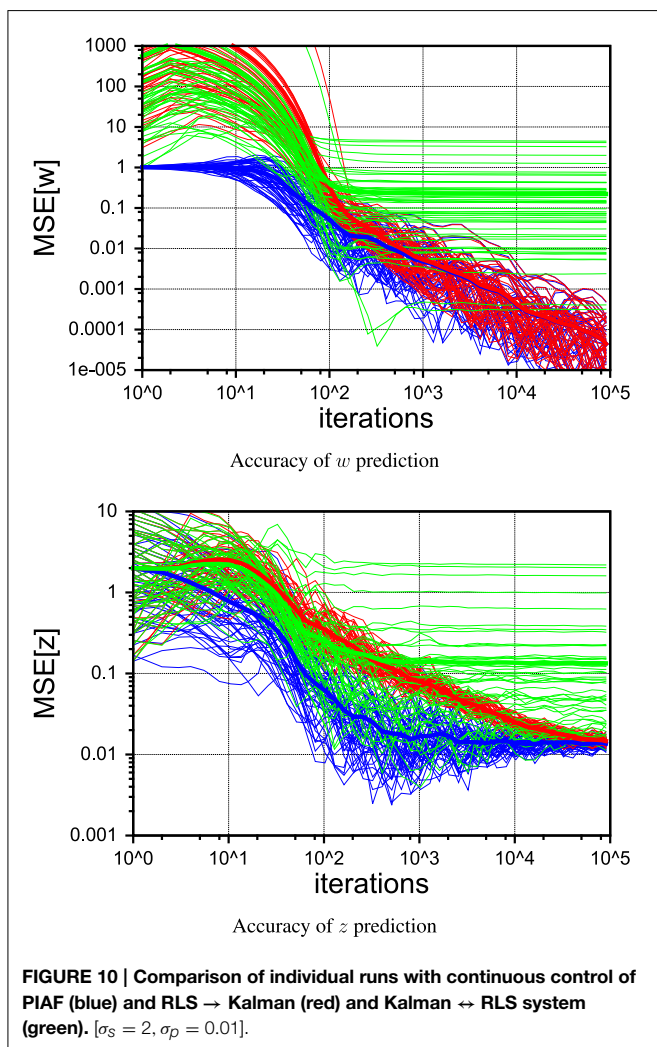 1000
100
10
1
0.1
0.01
0.001
0.0001
1e-005
MSE[w]
10^0 10^1 10^2 10^3 10^4 10^5
iterations
Accuracy of w prediction
10
1
0.1
0.01
0.001
MSE[z]
10^0 10^1 10^2 10^3 10^4 10^5
iterations
Accuracy of z prediction
FIGURE 10 | Comparison of individual runs with continuous control of
PIAF (blue) and RLS → Kalman (red) and Kalman ↔ RLS system
(green). [σs = 2, σp = 0.01].